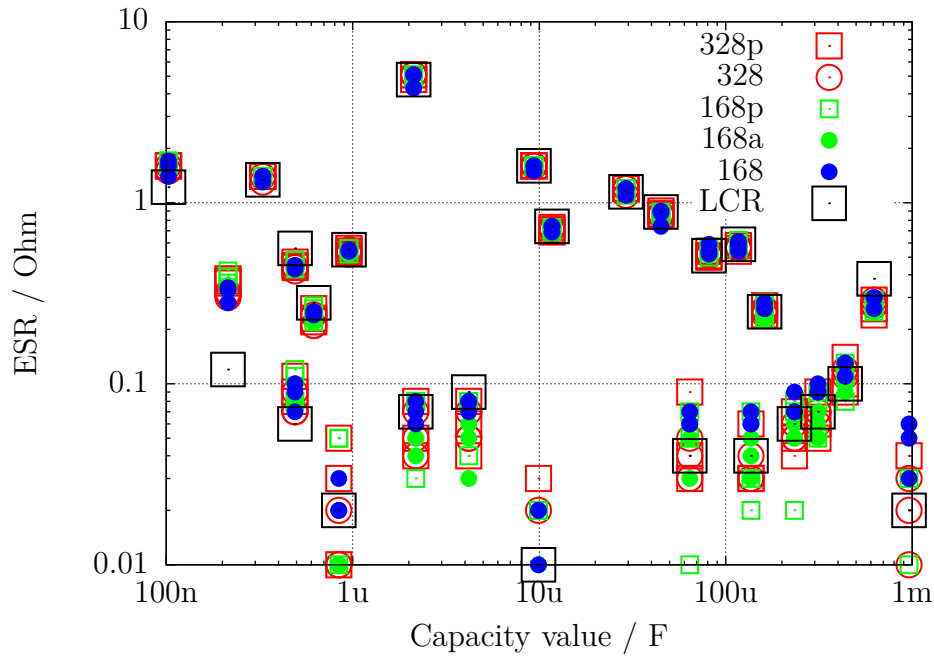 10
1
0.1
0.01
ESR / Ohm
328p
328
168p
168a
168
LCR
100n
1u
10u
100u
1m
Capacity value / F